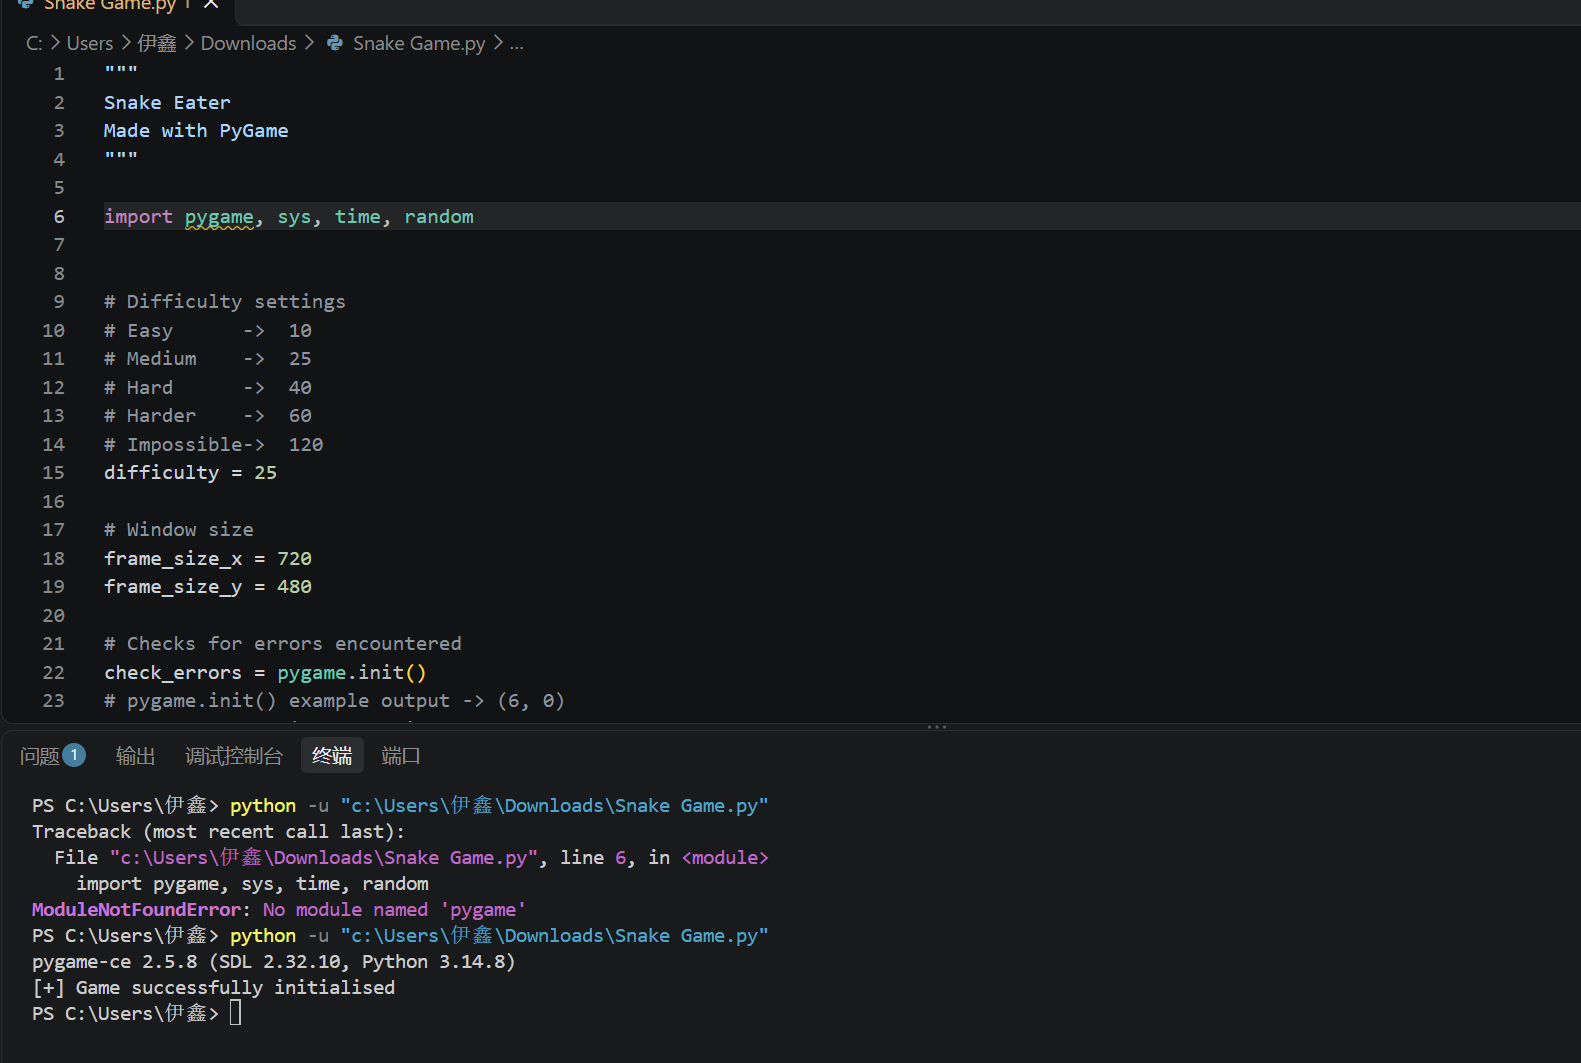 Snake Game.py 1
C: > Users > 伊鑫 > Downloads > Snake Game.py > ...
1 """
2 Snake Eater
3 Made with PyGame
4 """
5
6 import pygame, sys, time, random
7
8
9 # Difficulty settings
10 # Easy      ->  10
11 # Medium    ->  25
12 # Hard      ->  40
13 # Harder    ->  60
14 # Impossible->  120
15 difficulty = 25
16
17 # Window size
18 frame_size_x = 720
19 frame_size_y = 480
20
21 # Checks for errors encountered
22 check_errors = pygame.init()
23 # pygame.init() example output -> (6, 0)
问题 1 输出 调试控制台 终端 端口
PS C:\Users\伊鑫> python -u "c:\Users\伊鑫\Downloads\Snake Game.py"
Traceback (most recent call last):
  File "c:\Users\伊鑫\Downloads\Snake Game.py", line 6, in <module>
    import pygame, sys, time, random
ModuleNotFoundError: No module named 'pygame'
PS C:\Users\伊鑫> python -u "c:\Users\伊鑫\Downloads\Snake Game.py"
pygame-ce 2.5.8 (SDL 2.32.10, Python 3.14.8)
[+] Game successfully initialised
PS C:\Users\伊鑫>